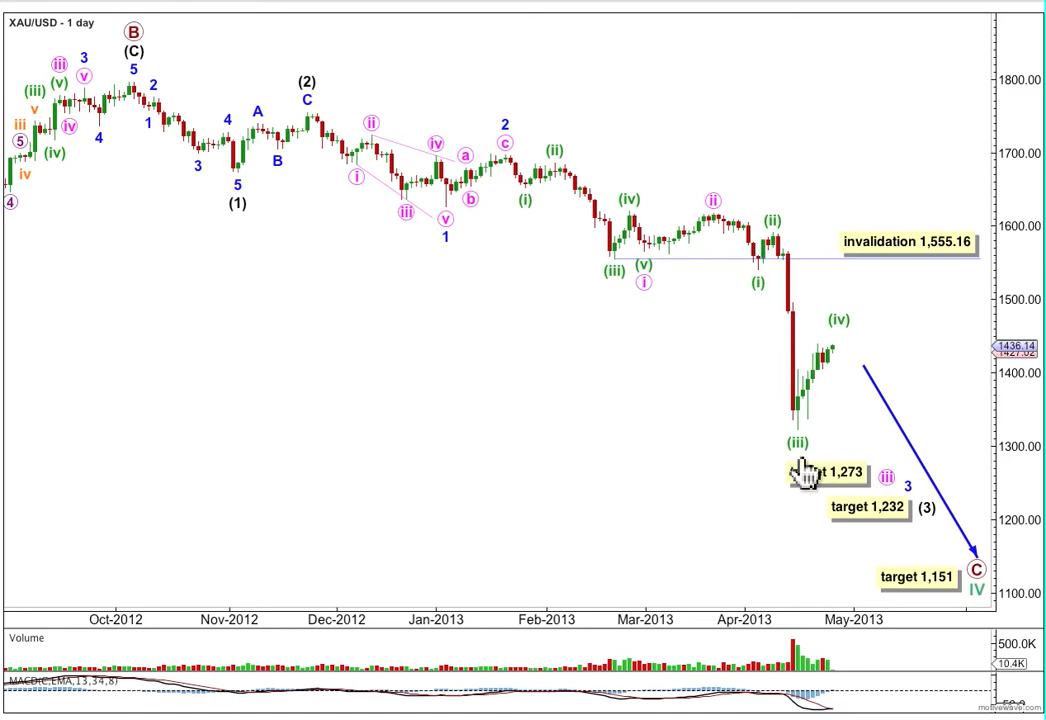 XAU/USD - 1 day
B
(C)
5
3
iii
v
(v)
(iii)
v
iii
5
iv
4
iv
(iv)
4
2
1
3
4
5
(1)
A
B
(2)
C
ii
i
iii
iv
v
1
a
b
2
c
(i)
(ii)
(iii)
(iv)
(v)
i
ii
(i)
(ii)
(iii)
(iv)
invalidation 1,555.16
1,273
iii
3
target 1,232
(3)
target 1,151
C
IV
1800.00
1700.00
1600.00
1500.00
1436.14
1427.02
1400.00
1300.00
1200.00
1100.00
Oct-2012
Nov-2012
Dec-2012
Jan-2013
Feb-2013
Mar-2013
Apr-2013
May-2013
Volume
500.0K
10.4K
MACD(C,EMA,13,34,8)
motivewave.com